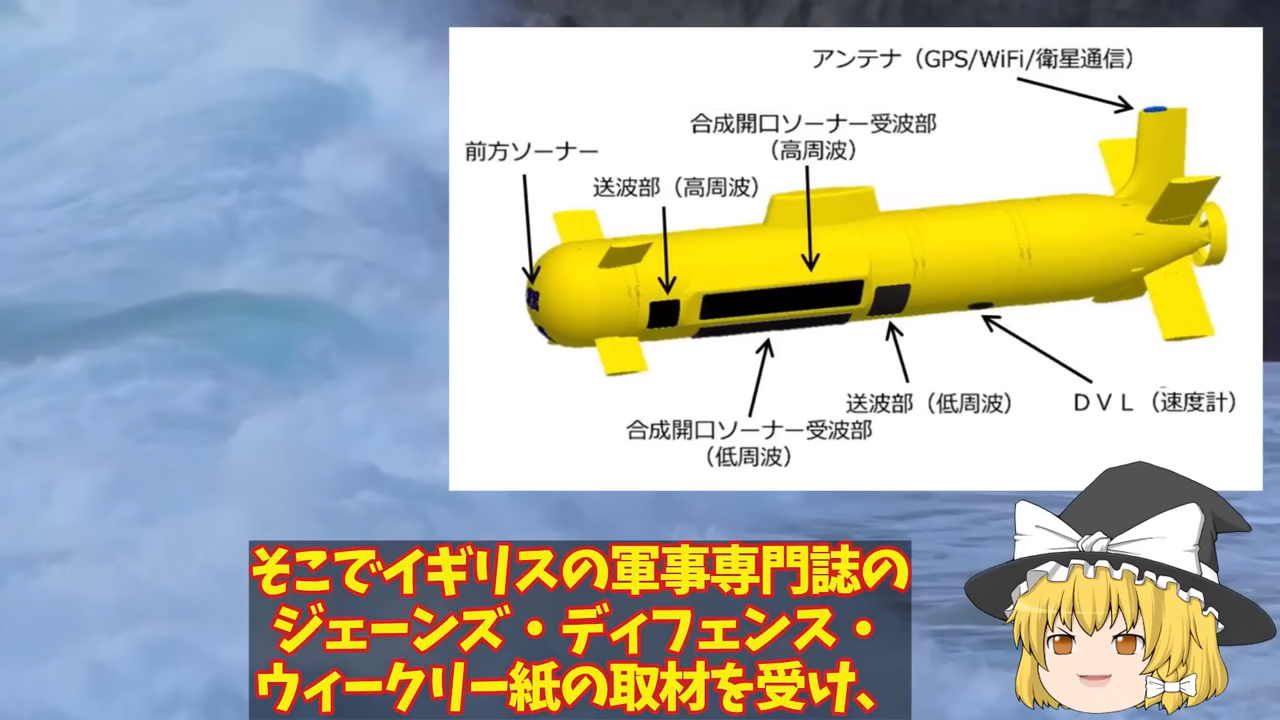 アンテナ（GPS/WiFi/衛星通信）
合成開口ソーナー受波部
（高周波）
前方ソーナー
送波部（高周波）
送波部（低周波）
ＤＶＬ（速度計）
合成開口ソーナー受波部
（低周波）
そこでイギリスの軍事専門誌の
ジェーンズ・ディフェンス・
ウィークリー紙の取材を受け、